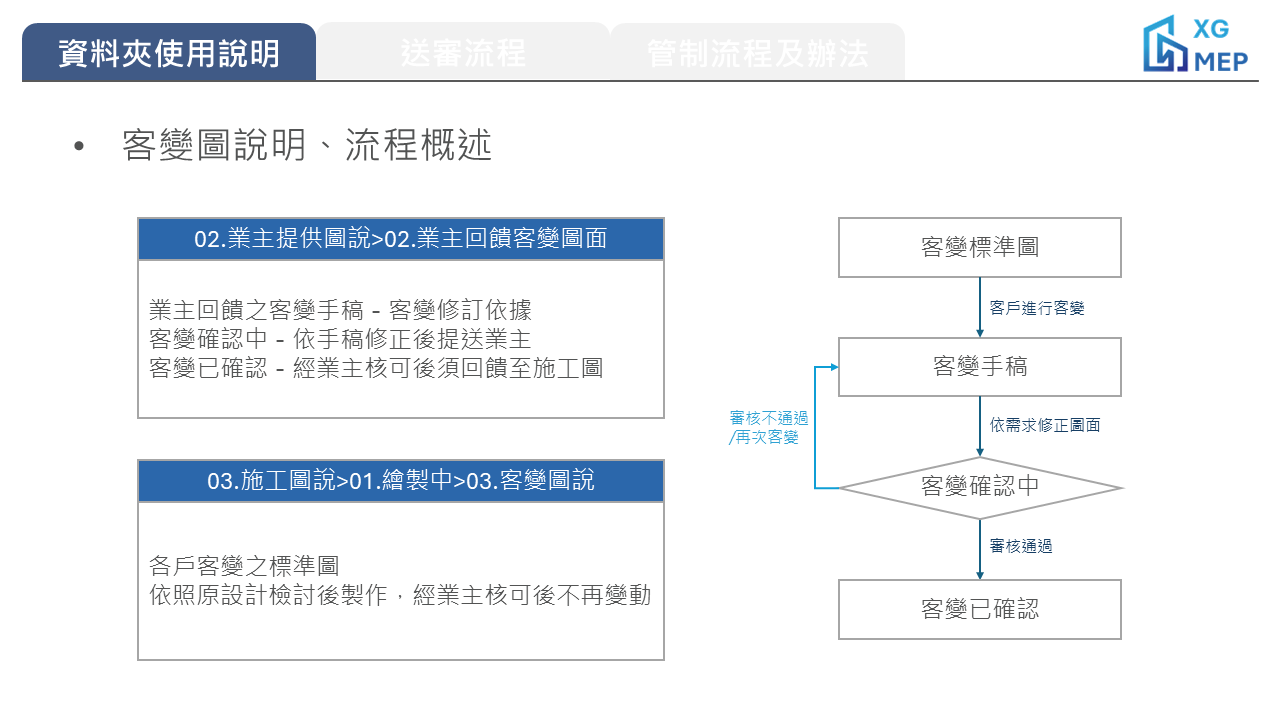 資料夾使用說明
送審流程
管制流程及辦法
XG
MEP
• 客變圖說明、流程概述
02.業主提供圖說>02.業主回饋客變圖面
業主回饋之客變手稿 - 客變修訂依據
客變確認中 - 依手稿修正後提送業主
客變已確認 - 經業主核可後須回饋至施工圖
03.施工圖說>01.繪製中>03.客變圖說
各戶客變之標準圖
依照原設計檢討後製作，經業主核可後不再變動
客變標準圖
客戶進行客變
客變手稿
審核不通過
/再次客變
依需求修正圖面
客變確認中
審核通過
客變已確認